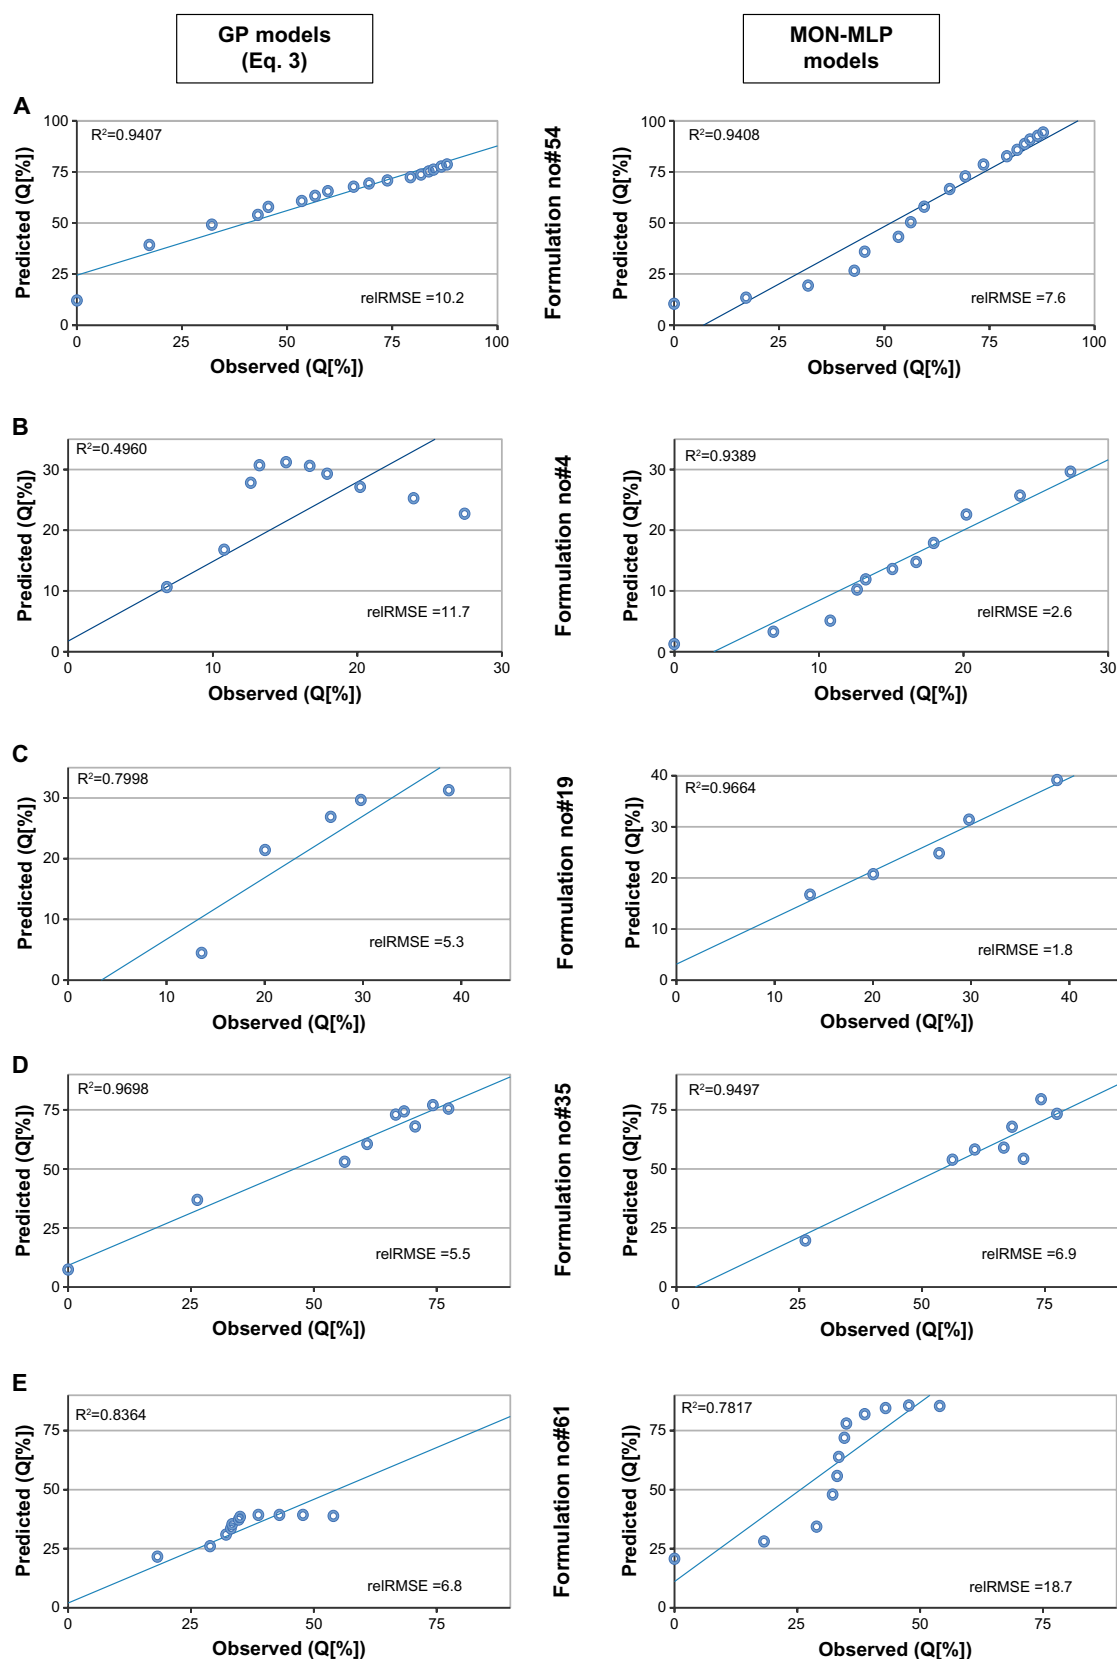 GP models
(Eq. 3)
MON-MLP
models
A
Predicted (Q[%])
100
75
50
25
0
R²=0.9407
relRMSE =10.2
0
25
50
75
100
Observed (Q[%])
Formulation no#54
Predicted (Q[%])
100
75
50
25
0
R²=0.9408
relRMSE =7.6
0
25
50
75
100
Observed (Q[%])
B
Predicted (Q[%])
30
20
10
0
R²=0.4960
relRMSE =11.7
0
10
20
30
Observed (Q[%])
Formulation no#4
Predicted (Q[%])
30
20
10
0
R²=0.9389
relRMSE =2.6
0
10
20
30
Observed (Q[%])
C
Predicted (Q[%])
30
20
10
0
R²=0.7998
relRMSE =5.3
0
10
20
30
40
Observed (Q[%])
Formulation no#19
Predicted (Q[%])
40
30
20
10
0
R²=0.9664
relRMSE =1.8
0
10
20
30
40
Observed (Q[%])
D
Predicted (Q[%])
75
50
25
0
R²=0.9698
relRMSE =5.5
0
25
50
75
Observed (Q[%])
Formulation no#35
Predicted (Q[%])
75
50
25
0
R²=0.9497
relRMSE =6.9
0
25
50
75
Observed (Q[%])
E
Predicted (Q[%])
75
50
25
0
R²=0.8364
relRMSE =6.8
0
25
50
75
Observed (Q[%])
Formulation no#61
Predicted (Q[%])
75
50
25
0
R²=0.7817
relRMSE =18.7
0
25
50
75
Observed (Q[%])